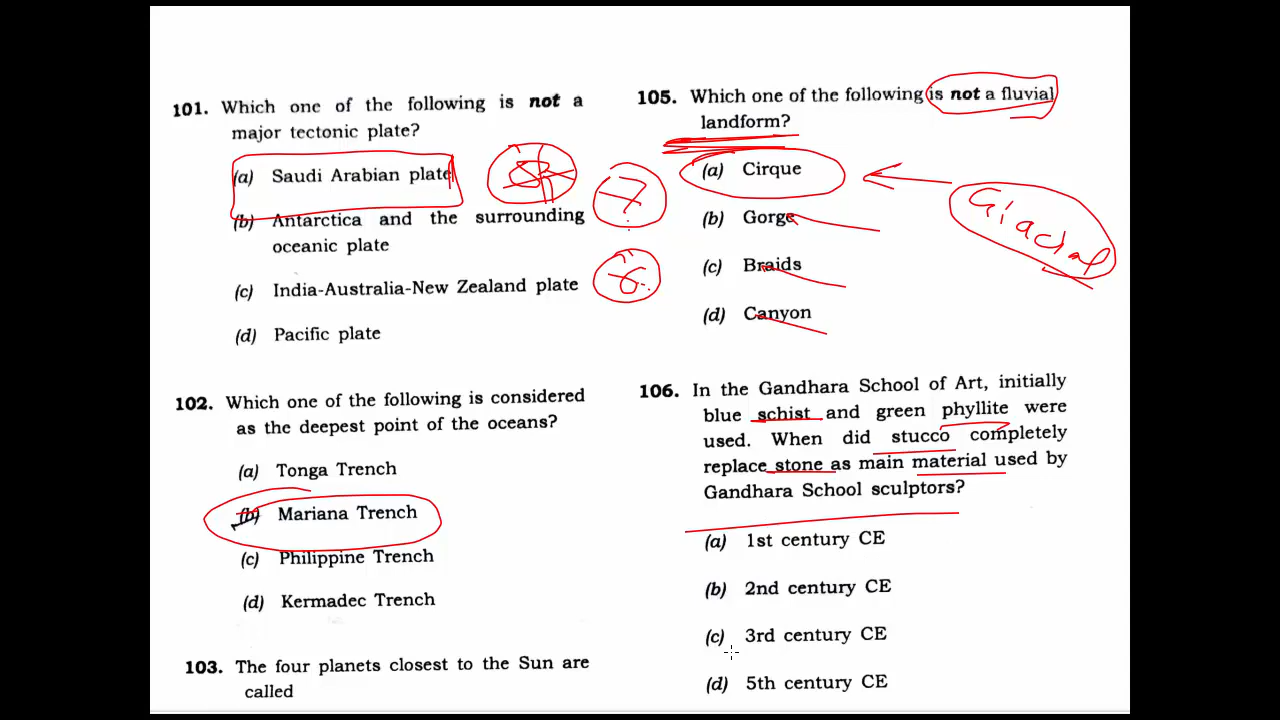 101. Which one of the following is not a
major tectonic plate?
(a) Saudi Arabian plate
(b) Antarctica and the surrounding
oceanic plate
(c) India-Australia-New Zealand plate
(d) Pacific plate
7
6
102. Which one of the following is considered
as the deepest point of the oceans?
(a) Tonga Trench
(b) Mariana Trench
(c) Philippine Trench
(d) Kermadec Trench
103. The four planets closest to the Sun are
called
105. Which one of the following is not a fluvial
landform?
(a) Cirque
(b) Gorge
(c) Braids
(d) Canyon
106. In the Gandhara School of Art, initially
blue schist and green phyllite were
used. When did stucco completely
replace stone as main material used by
Gandhara School sculptors?
(a) 1st century CE
(b) 2nd century CE
(c) 3rd century CE
(d) 5th century CE